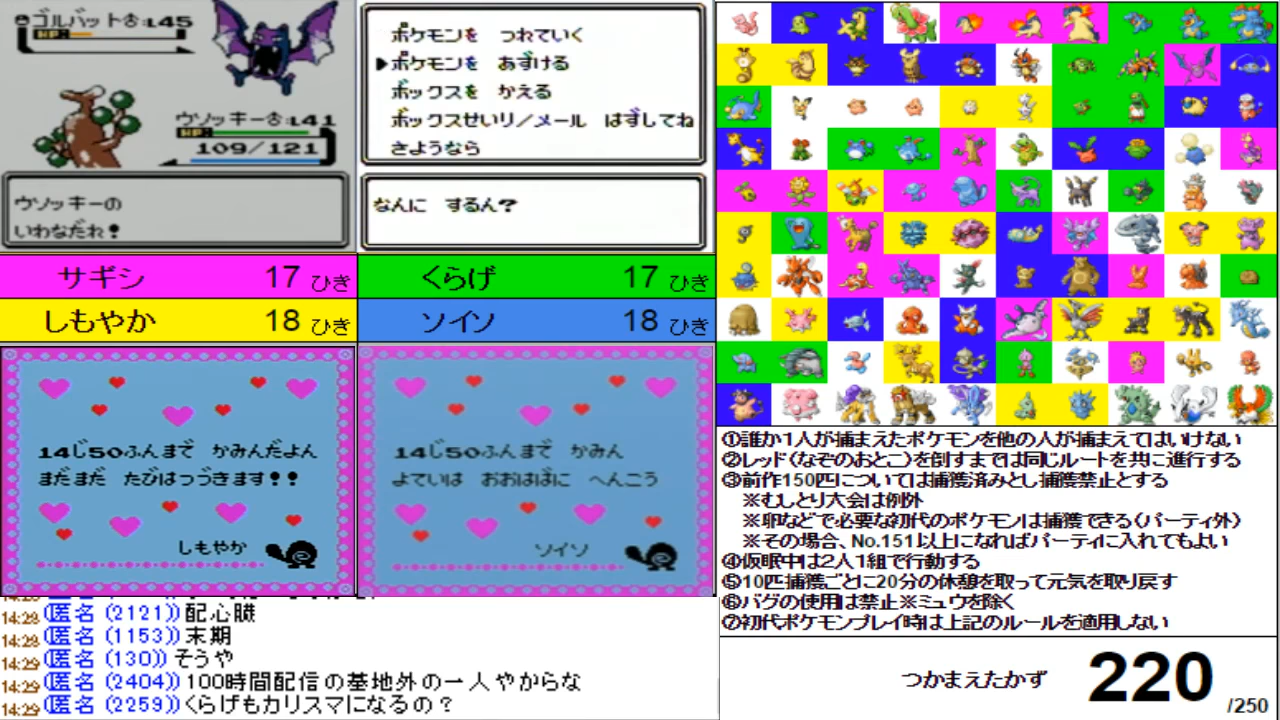 ゴルバット♂:L45
HP:
ウソッキー♂:L41
HP:
109/121
ウソッキーの
いわなだれ!
ポケモンを つれていく
▶ポケモンを あずける
ボックスを かえる
ボックスせいり/メール はずしてね
さようなら
なんに するん?
サギシ 17 ひき
くらげ 17 ひき
しもやか 18 ひき
ソイソ 18 ひき
14じ50ふんまで かみんだよん
まだまだ たびはつづきます!!
しもやか
14じ50ふんまで かみん
よていは おおはばに へんこう
ソイソ
14:28 (匿名 (2121)) 配心臓
14:28 (匿名 (1153)) 末期
14:29 (匿名 (130)) そうや
14:29 (匿名 (2404)) 100時間配信の基地外の一人やからな
14:29 (匿名 (2259)) くらげもカリスマになるの?
①誰か1人が捕まえたポケモンを他の人が捕まえてはいけない
②レッド(なぞのおとこ)を倒すまでは同じルートを共に進行する
③前作150匹については捕獲済みとし捕獲禁止とする
※むしとり大会は例外
※卵などで必要な初代のポケモンは捕獲できる(パーティ外)
※その場合、No.151以上になればパーティに入れてもよい
④仮眠中は2人1組で行動する
⑤10匹捕獲ごとに20分の休憩を取って元気を取り戻す
⑥バグの使用は禁止※ミュウを除く
⑦初代ポケモンプレイ時は上記のルールを適用しない
つかまえたかず 220 /250